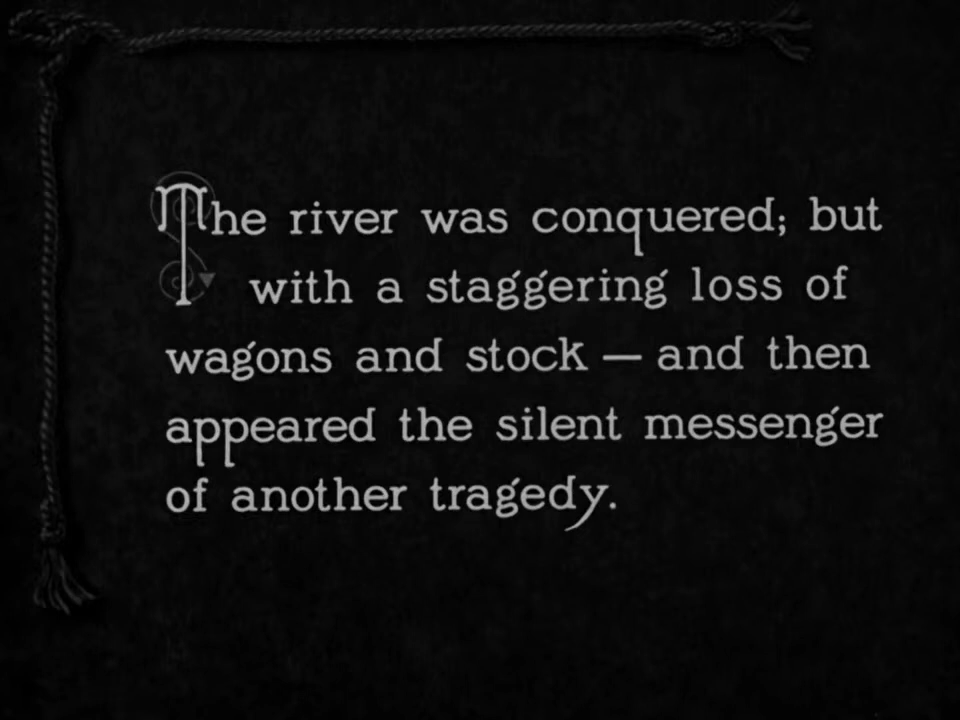 The river was conquered; but
with a staggering loss of
wagons and stock — and then
appeared the silent messenger
of another tragedy.